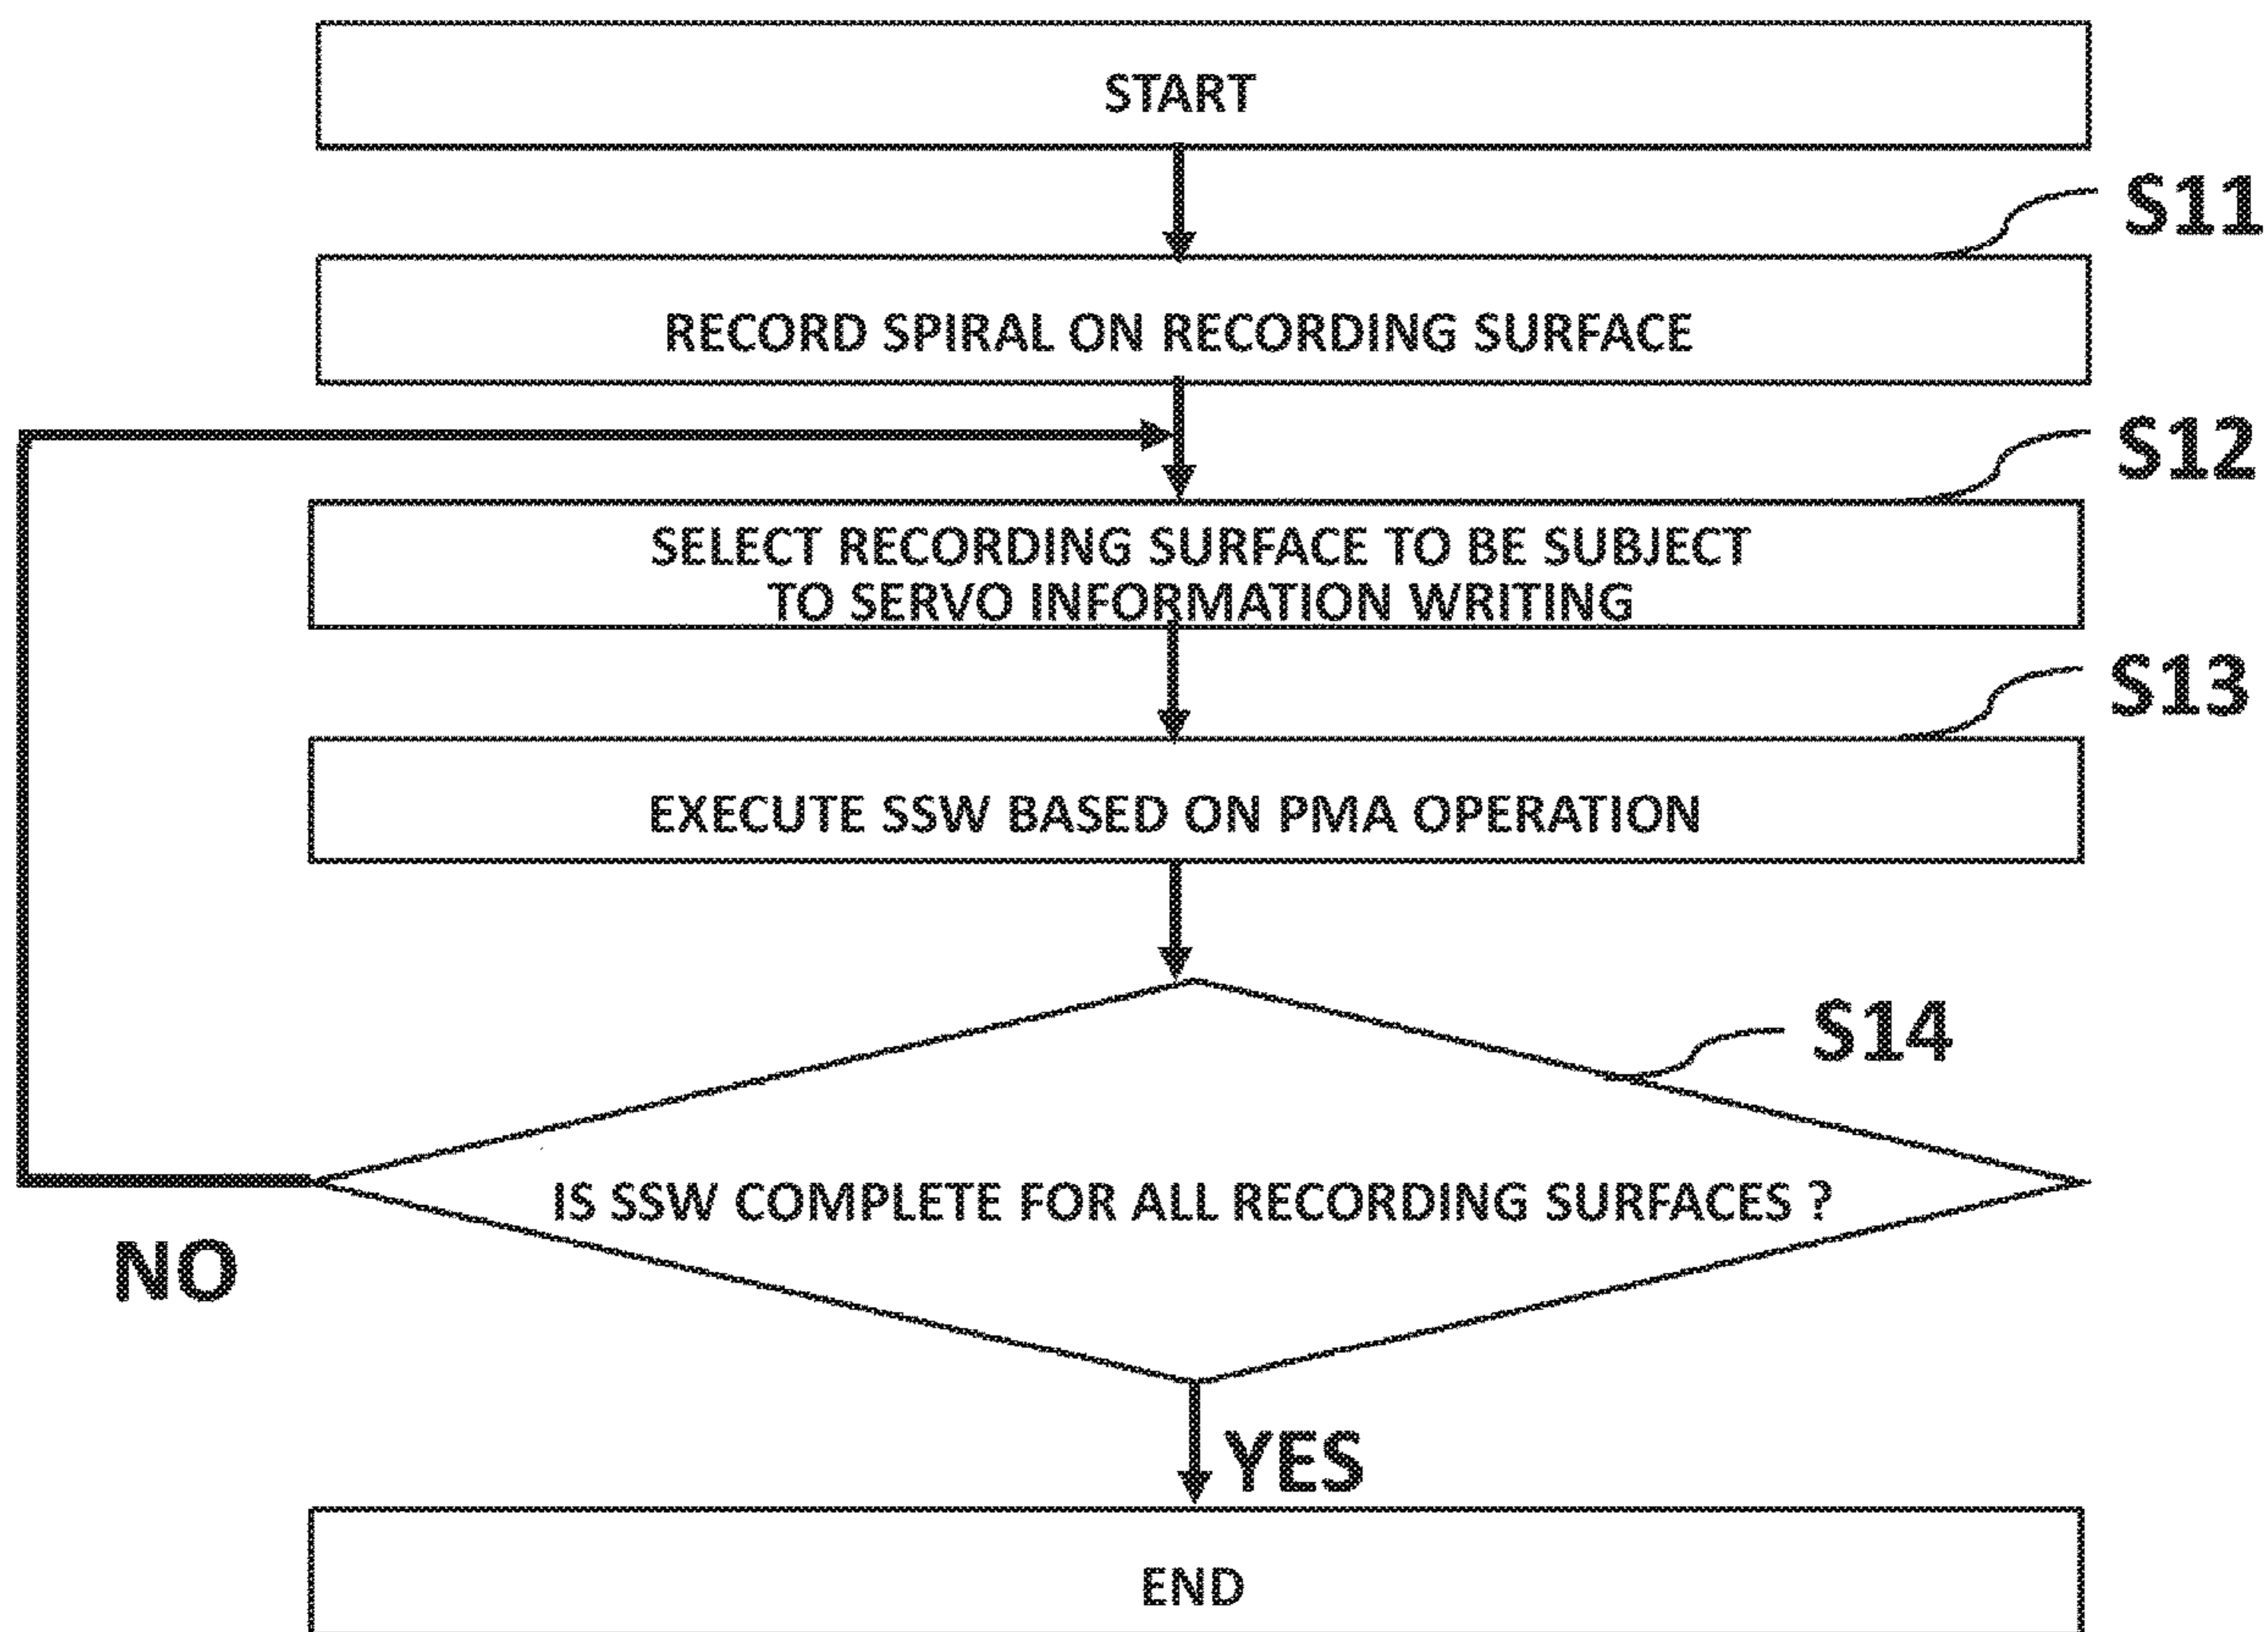 START
S11
RECORD SPIRAL ON RECORDING SURFACE
S12
SELECT RECORDING SURFACE TO BE SUBJECT
TO SERVO INFORMATION WRITING
S13
EXECUTE SSW BASED ON PMA OPERATION
S14
IS SSW COMPLETE FOR ALL RECORDING SURFACES ?
NO
YES
END